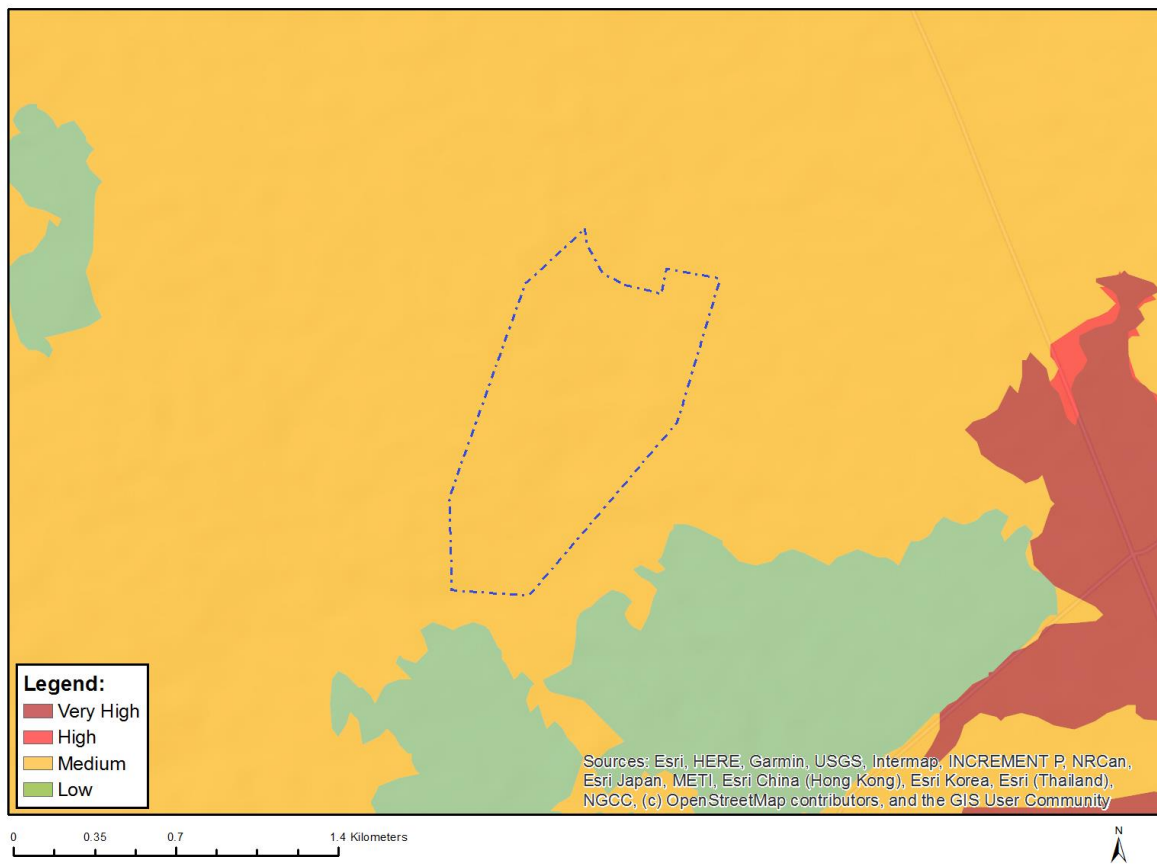 Legend:
Very High
High
Medium
Low
Sources: Esri, HERE, Garmin, USGS, Intermap, INCREMENT P, NRCan,
Esri Japan, METI, Esri China (Hong Kong), Esri Korea, Esri (Thailand),
NGCC, (c) OpenStreetMap contributors, and the GIS User Community
0 0.35 0.7 1.4 Kilometers
N